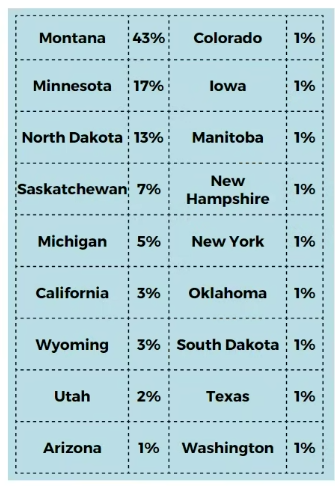 Montana 43% Colorado 1%
Minnesota 17% Iowa 1%
North Dakota 13% Manitoba 1%
Saskatchewan 7% New
Hampshire 1%
Michigan 5% New York 1%
California 3% Oklahoma 1%
Wyoming 3% South Dakota 1%
Utah 2% Texas 1%
Arizona 1% Washington 1%